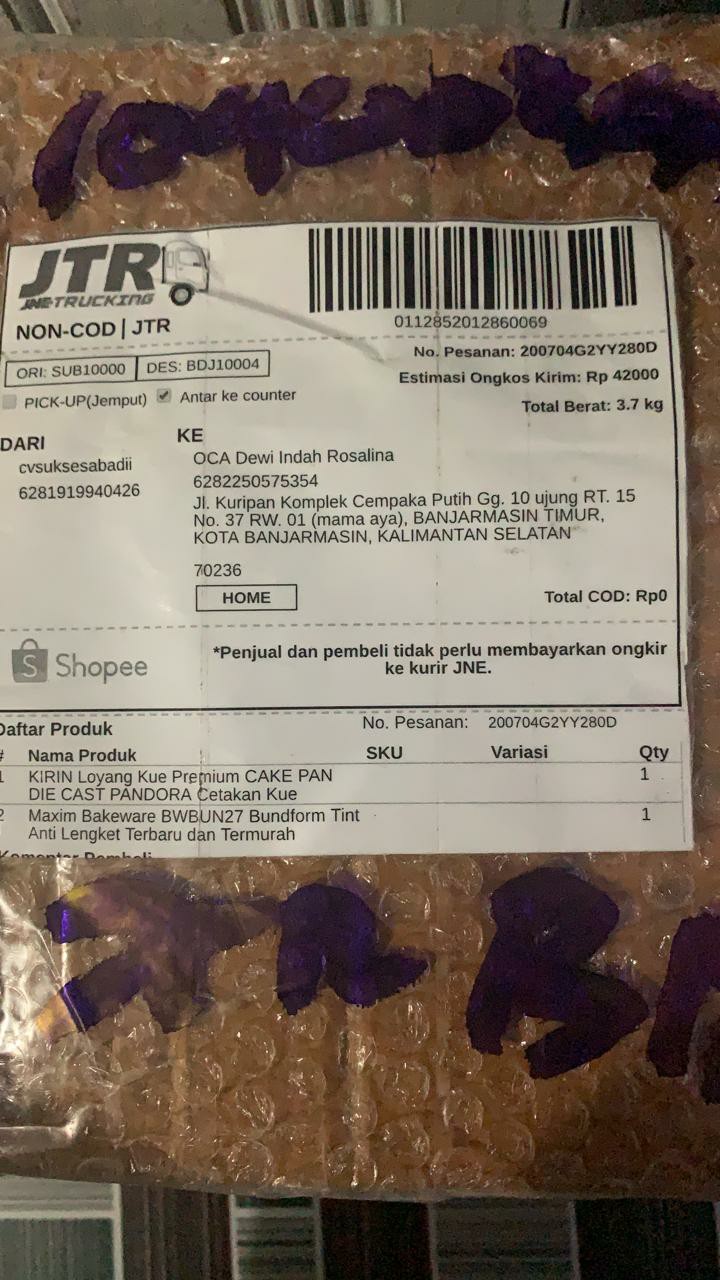 JTR
JNE TRUCKING
NON-COD | JTR
0112852012860069
No. Pesanan: 200704G2YY280D
ORI: SUB10000 DES: BDJ10004
Estimasi Ongkos Kirim: Rp 42000
PICK-UP(Jemput) Antar ke counter
Total Berat: 3.7 kg
DARI
cvsuksesabadii
6281919940426
KE
OCA Dewi Indah Rosalina
6282250575354
Jl. Kuripan Komplek Cempaka Putih Gg. 10 ujung RT. 15
No. 37 RW. 01 (mama aya), BANJARMASIN TIMUR,
KOTA BANJARMASIN, KALIMANTAN SELATAN
70236
HOME
Total COD: Rp0
Shopee
*Penjual dan pembeli tidak perlu membayarkan ongkir
ke kurir JNE.
Daftar Produk No. Pesanan: 200704G2YY280D
# Nama Produk SKU Variasi Qty
1 KIRIN Loyang Kue Premium CAKE PAN 1
DIE CAST PANDORA Cetakan Kue
2 Maxim Bakeware BWBUN27 Bundform Tint 1
Anti Lengket Terbaru dan Termurah
Komentar Pembeli
JTR B